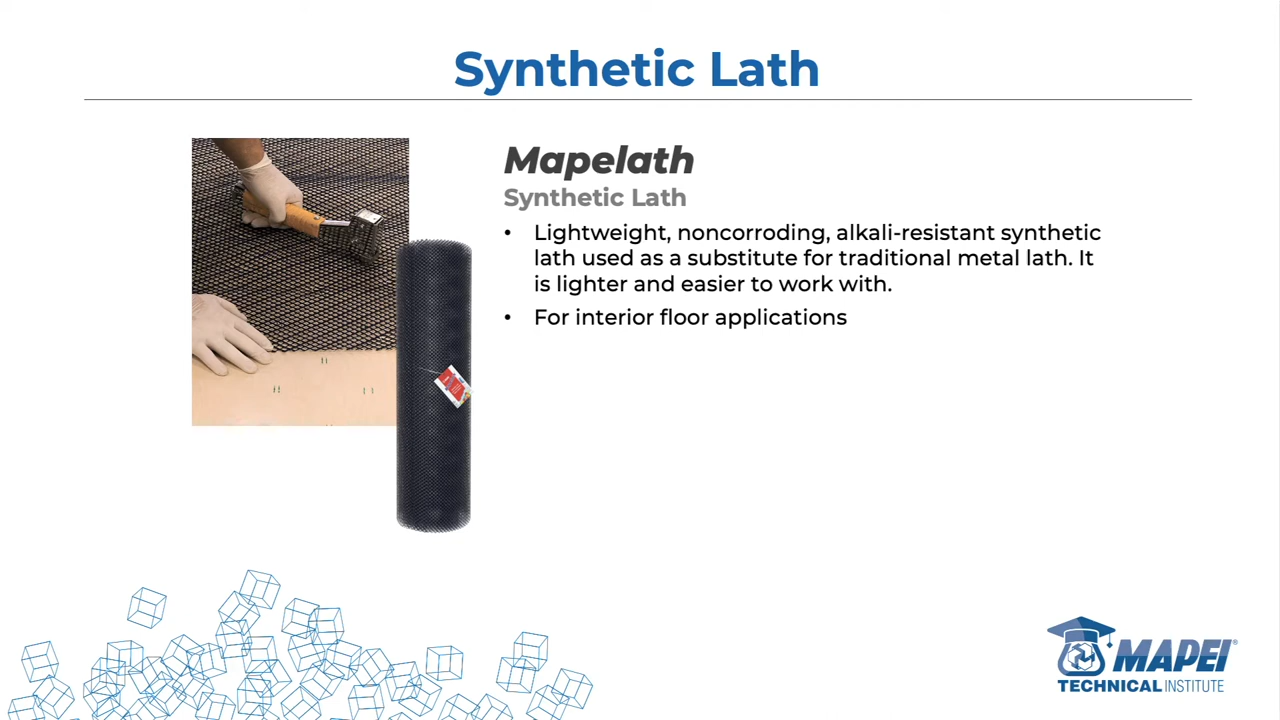 Synthetic Lath
Mapelath
Synthetic Lath
• Lightweight, noncorroding, alkali-resistant synthetic
lath used as a substitute for traditional metal lath. It
is lighter and easier to work with.
• For interior floor applications
MAPEI®
TECHNICAL INSTITUTE